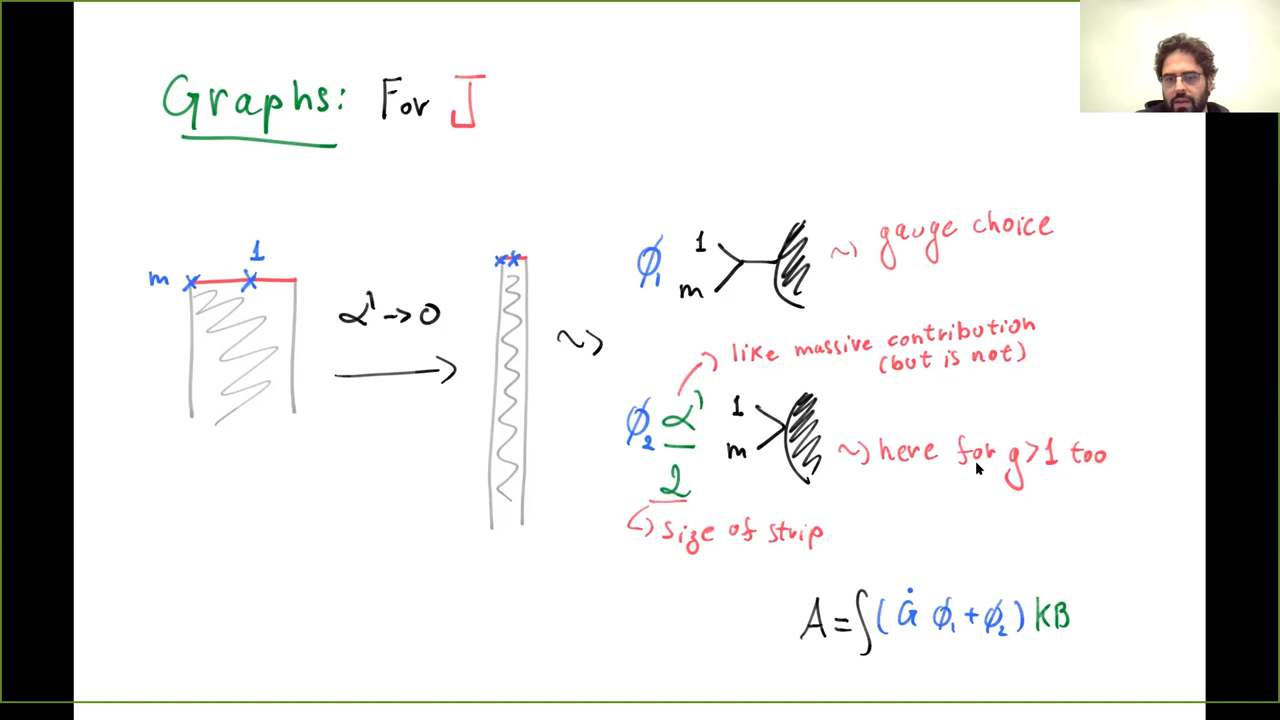 Graphs: For J
m 1
α'→0
~>
ϕ₁ 1 m ~> gauge choice
like massive contribution
(but is not)
ϕ₂ α'/2 1 m ~> here for g>1 too
↪ size of strip
A = ∫( Ġ ϕ₁ + ϕ₂ ) KB